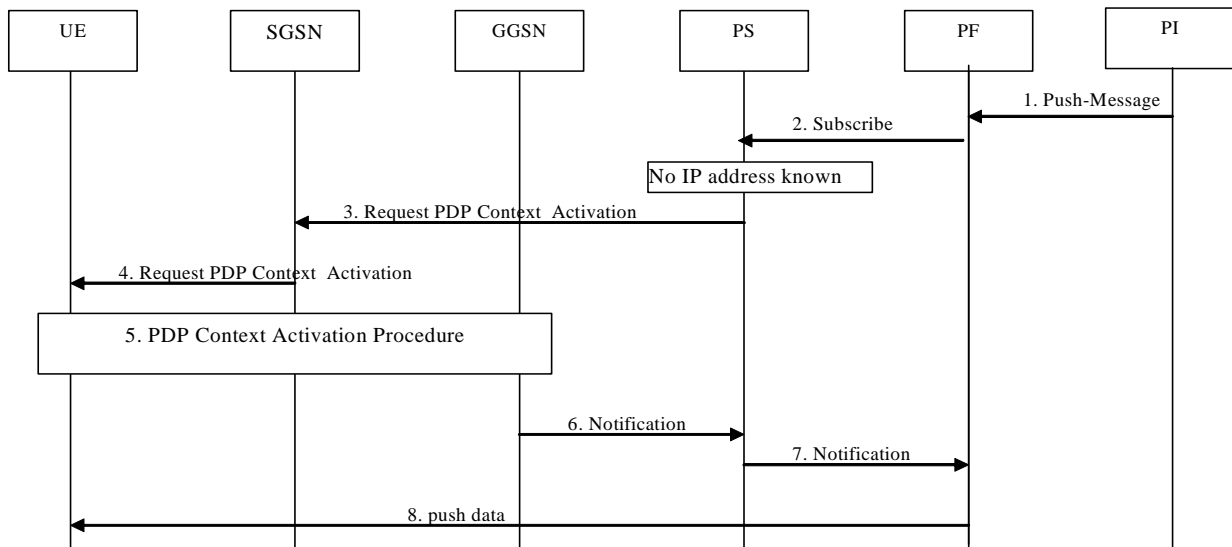 UE
SGSN
GGSN
PS
PF
PI
1. Push-Message
2. Subscribe
No IP address known
3. Request PDP Context Activation
4. Request PDP Context Activation
5. PDP Context Activation Procedure
6. Notification
7. Notification
8. push data